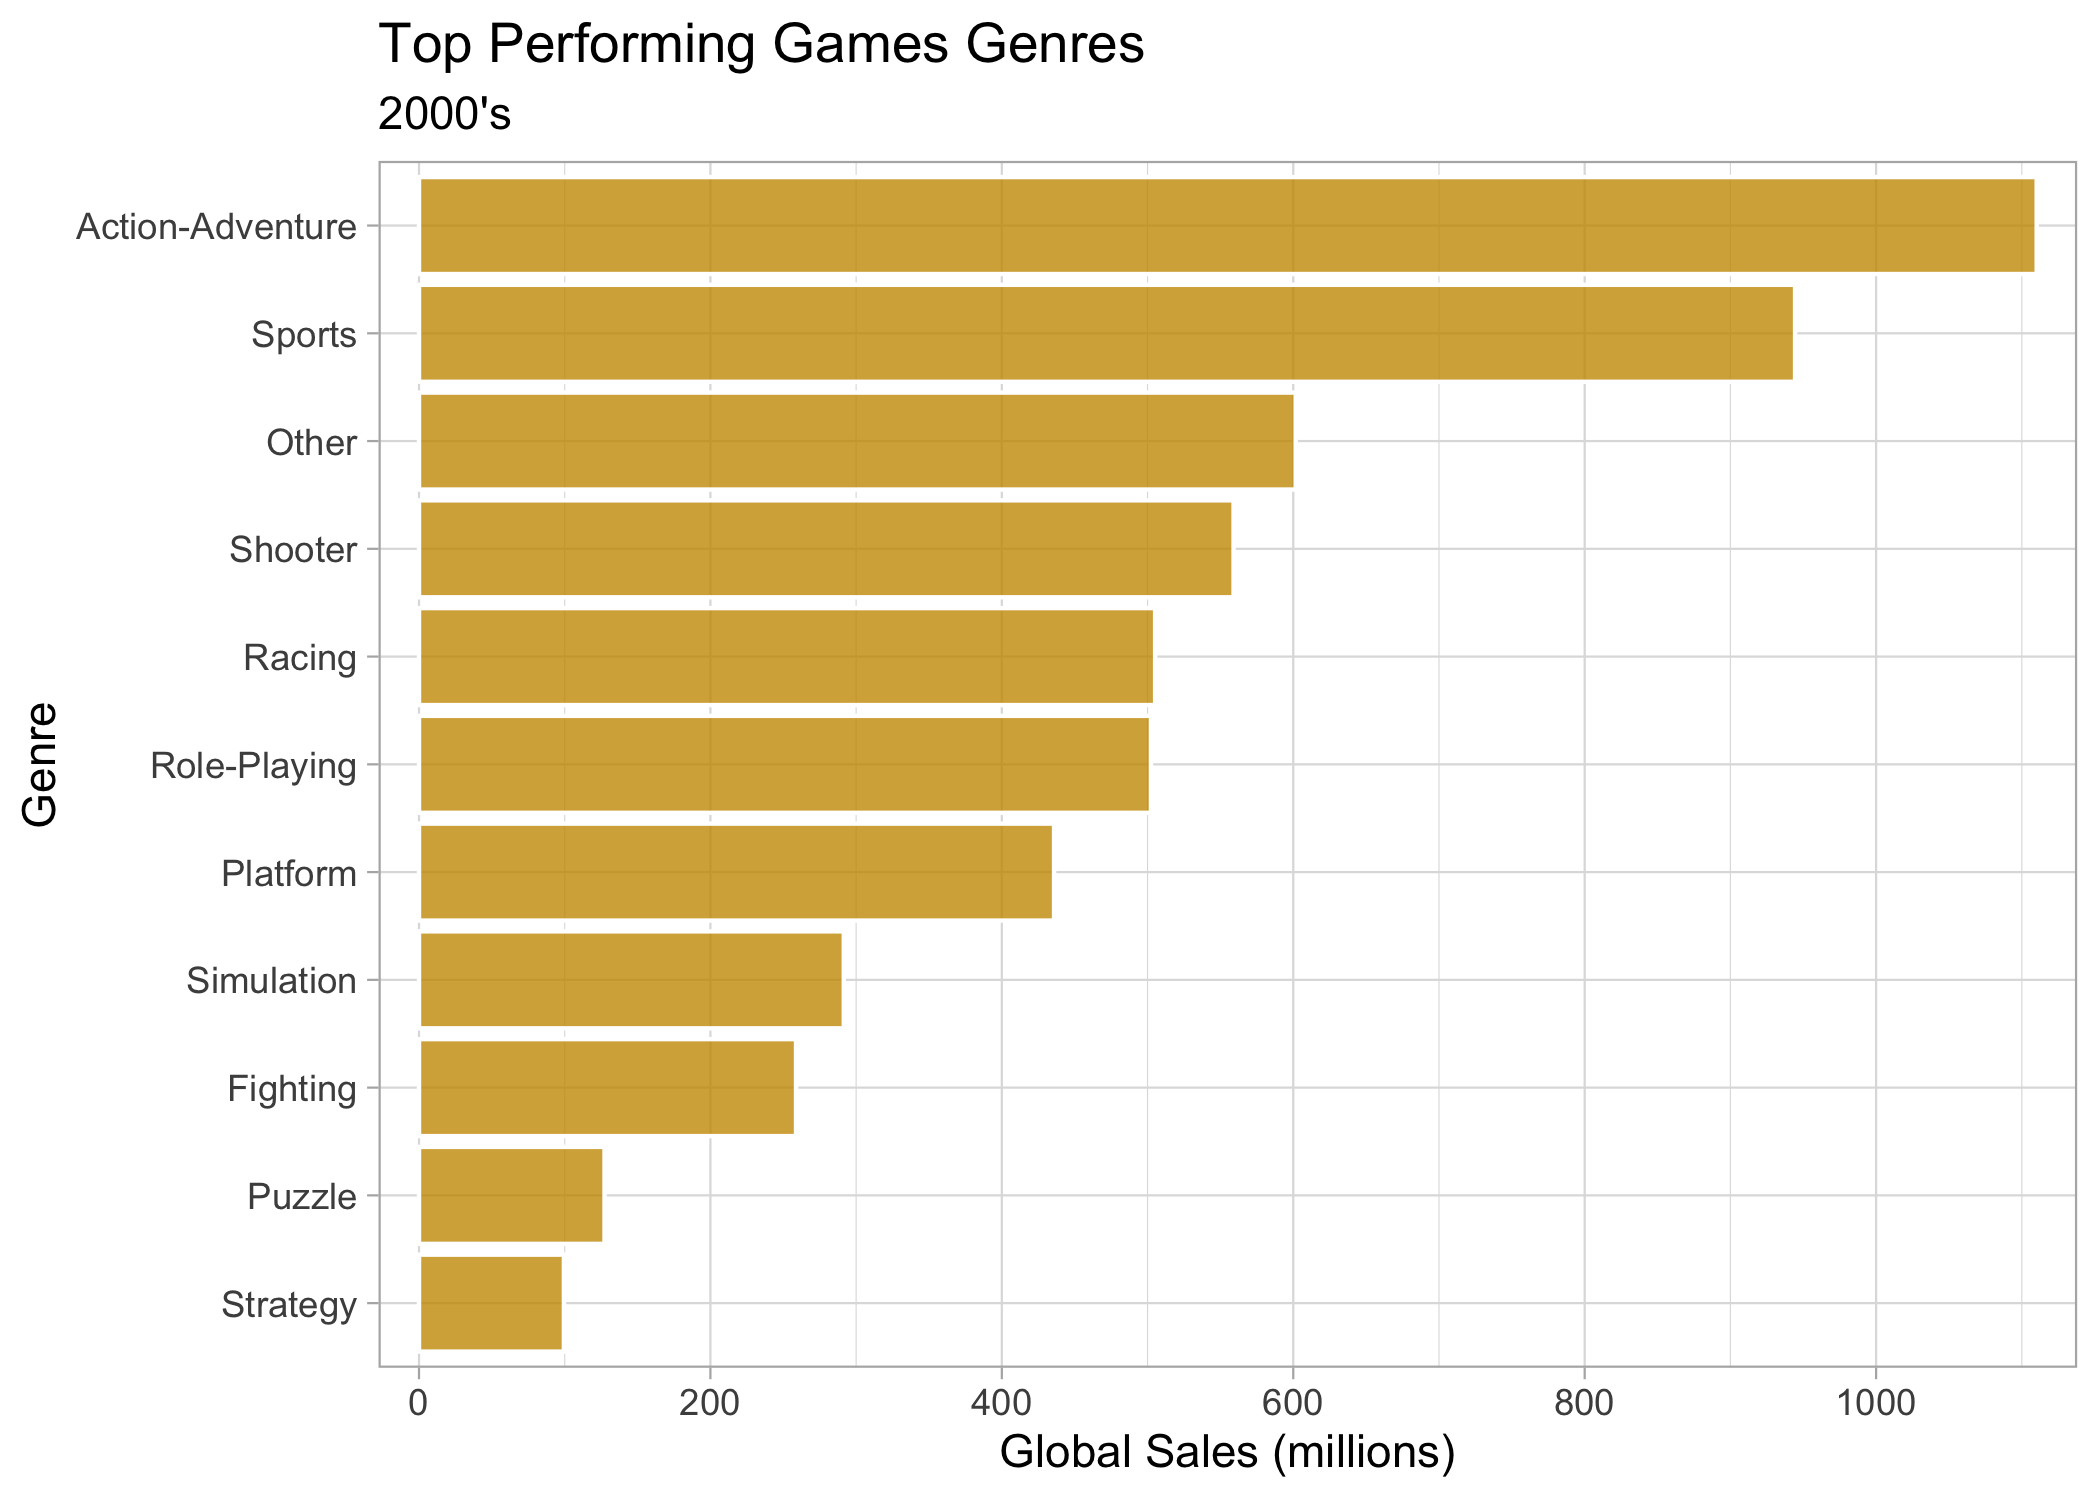 Top Performing Games Genres
2000's
Action-Adventure
Sports
Other
Shooter
Racing
Role-Playing
Platform
Simulation
Fighting
Puzzle
Strategy
Genre
0 200 400 600 800 1000
Global Sales (millions)